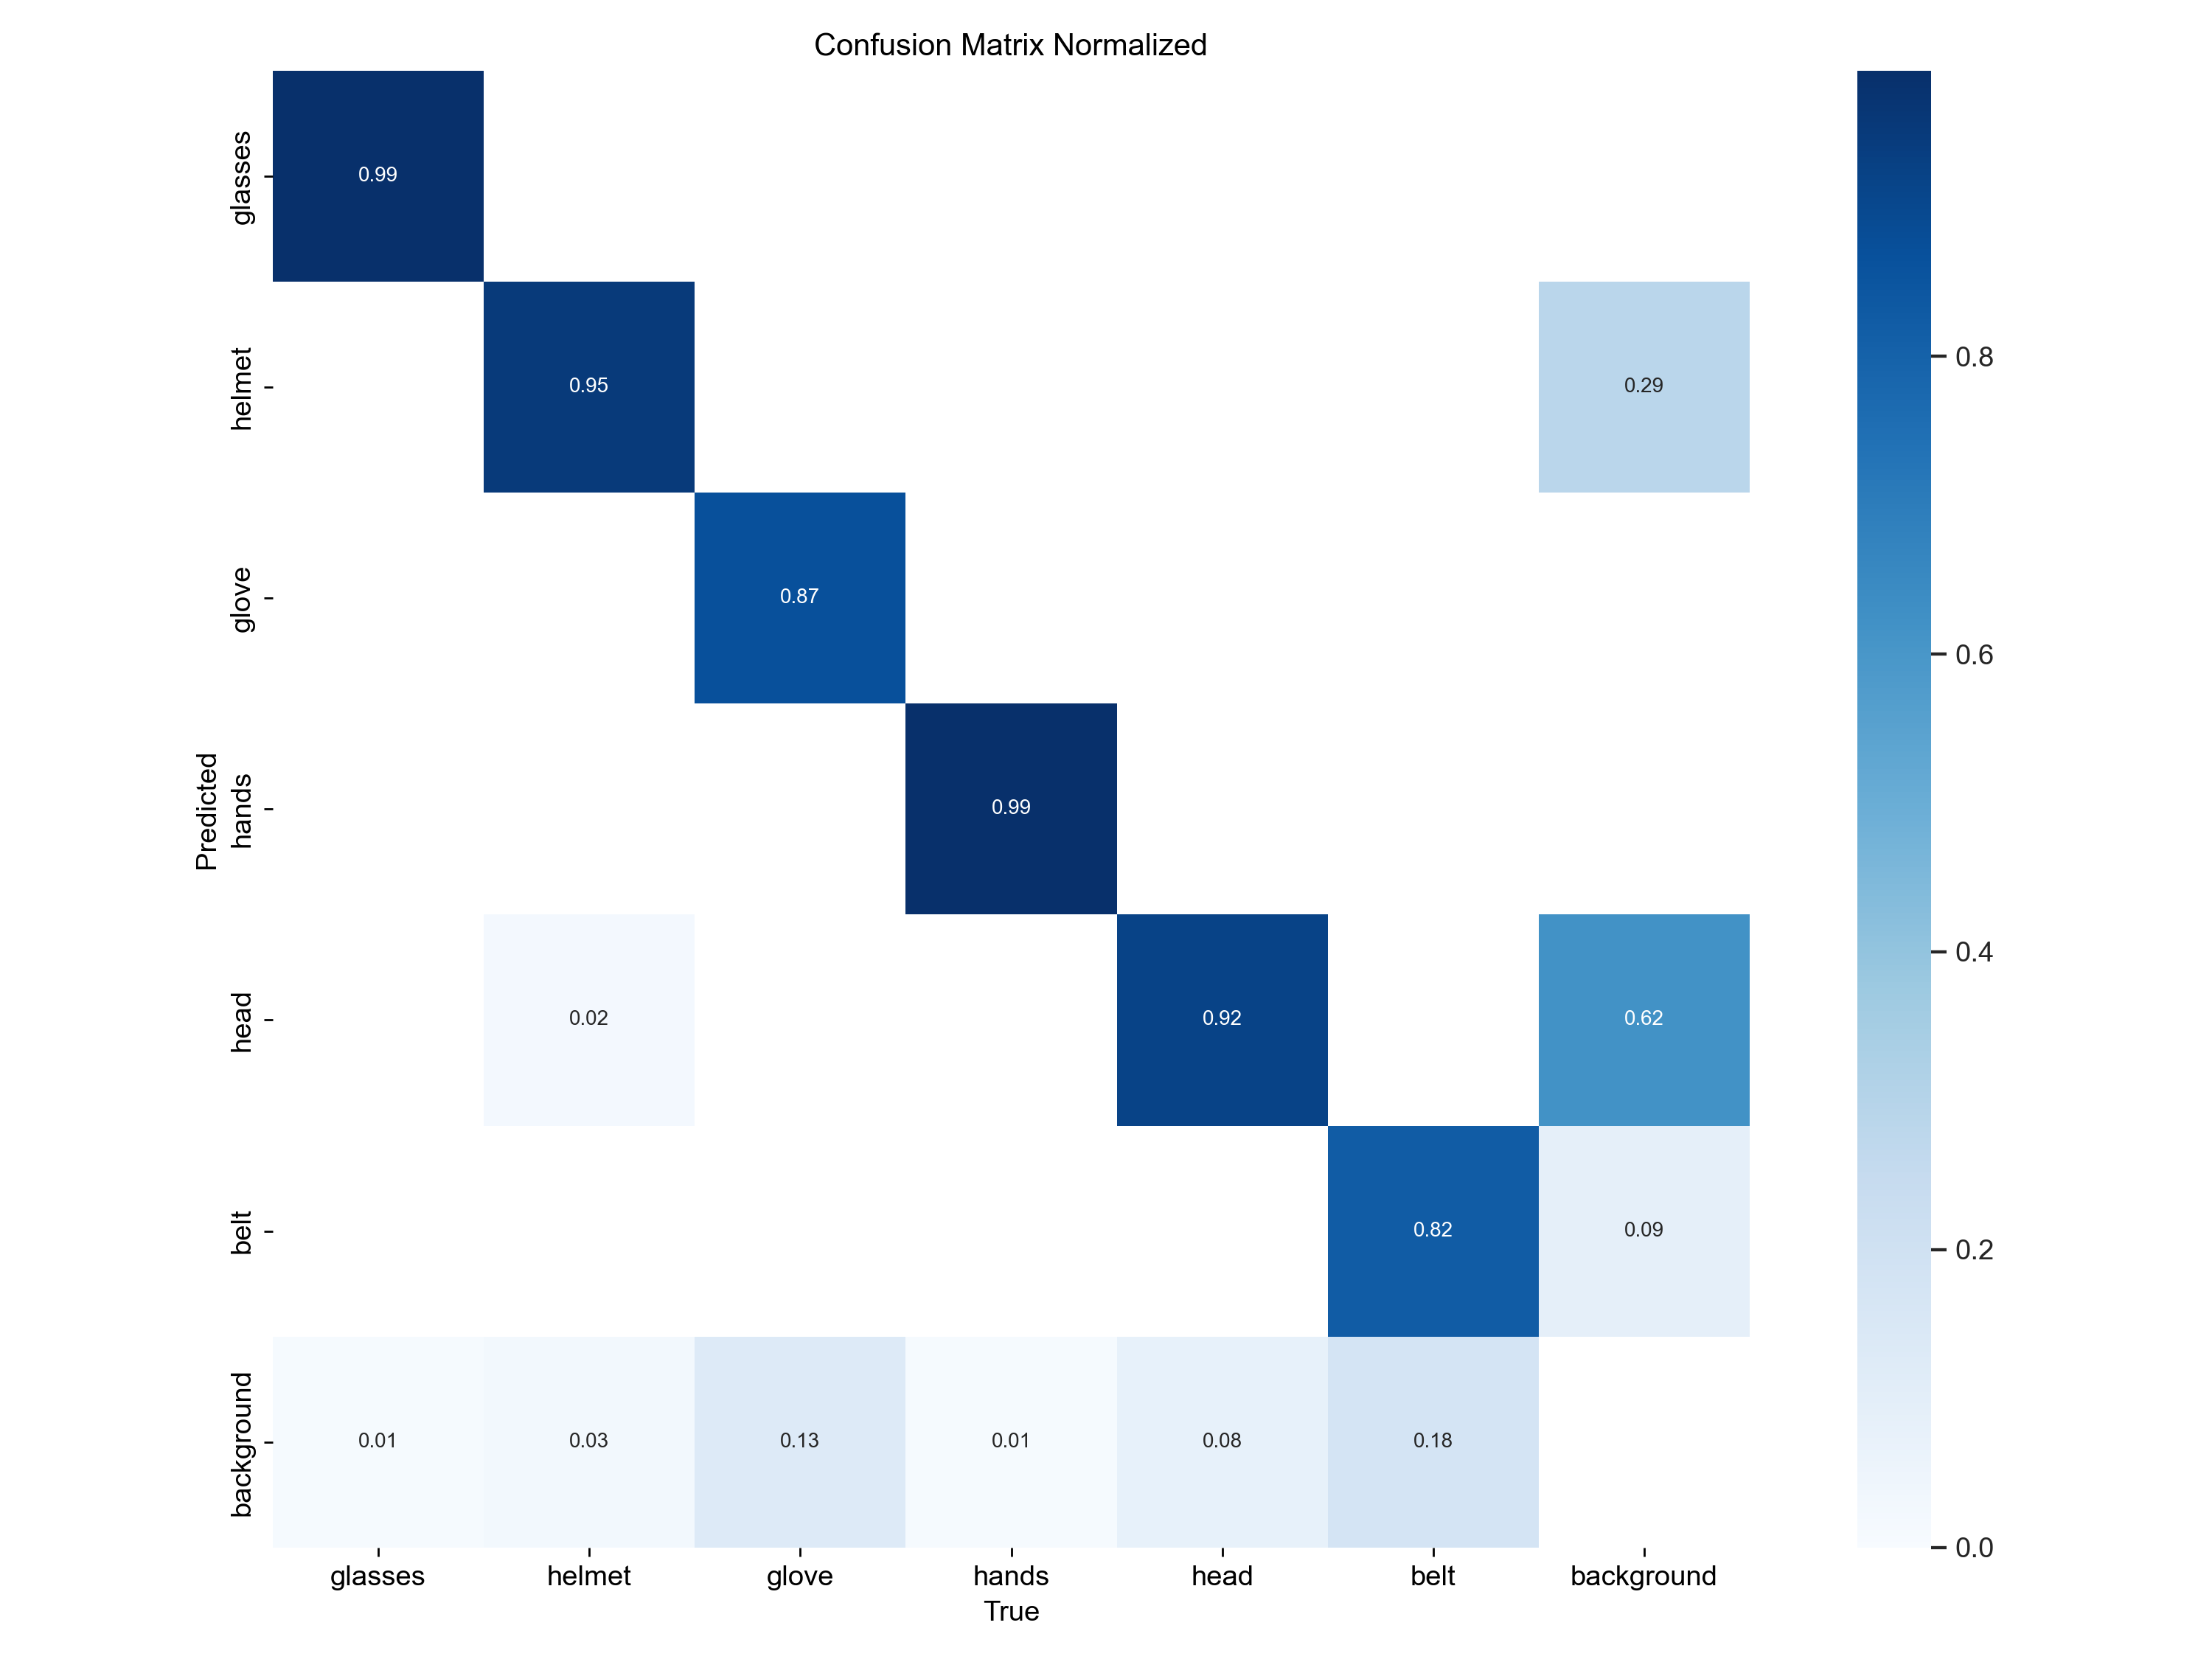 Confusion Matrix Normalized
glasses
0.99
helmet
0.95
0.29
0.8
glove
0.87
0.6
Predicted
hands
0.99
head
0.02
0.92
0.62
0.4
belt
0.82
0.09
0.2
background
0.01
0.03
0.13
0.01
0.08
0.18
0.0
glasses helmet glove hands head belt background
True